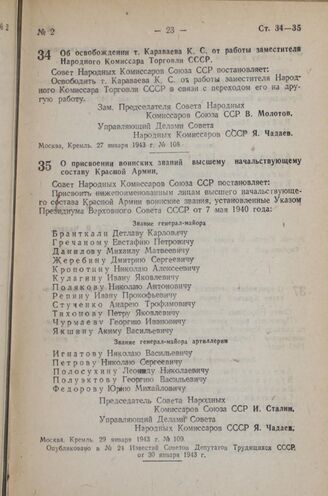 № 2
— 23 —
Ст. 34—35
34 Об освобождении т. Караваева К. С. от работы заместителя
Народного Комиссара Торговли СССР.
Совет Народных Комиссаров Союза ССР постановляет:
Освободить т. Караваева К. С. от работы заместителя Народ-
ного Комиссара Торговли СССР в связи с переходом его на дру-
гую работу.
Зам. Председателя Совета Народных
Комиссаров Союза ССР В. Молотов.
Управляющий Делами Совета
Народных Комиссаров СССР Я. Чадаев.
Москва, Кремль. 27 января 1943 г. № 108.
35 О присвоении воинских званий высшему начальствующему
составу Красной Армии.
Совет Народных Комиссаров Союза ССР постановляет:
Присвоить нижепоименованным лицам высшего начальствующе-
го состава Красной Армии воинские звания, установленные Указом
Президиума Верховного Совета СССР от 7 мая 1940 года:
Звание генерал-майора
Бранткалн Детлаву Карловичу
Гречаному Евстафию Петровичу
Данилову Михаилу Матвеевичу
Жеребину Дмитрию Сергеевичу
Кропотину Николаю Алексеевичу
Кулагину Ивану Яковлевичу
Полякову Николаю Антоновичу
Репину Ивану Прокофьевичу
Стученко Андрею Трофимовичу
Тихонову Петру Яковлевичу
Чурмаеву Георгию Ивановичу
Якшину Акиму Васильевичу
Звание генерал-майора артиллерии
Игнатову Николаю Васильевичу
Петрову Николаю Сергеевичу
Полосухину Леониду Николаевичу
Полуэктову Георгию Васильевичу
Федорову Юрию Михайловичу
Председатель Совета Народных
Комиссаров Союза ССР И. Сталин.
Управляющий Делами Совета
Народных Комиссаров СССР Я. Чадаев.
Москва, Кремль. 29 января 1943 г. № 109.
Опубликовано в № 24 Известий Советов Депутатов Трудящихся СССР
от 30 января 1943 г.